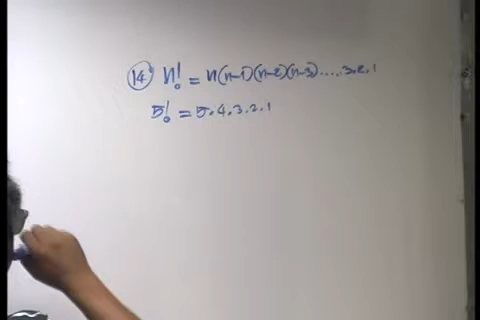 14 n! = n(n-1)(n-2)(n-3)....3.2.1
5! = 5.4.3.2.1